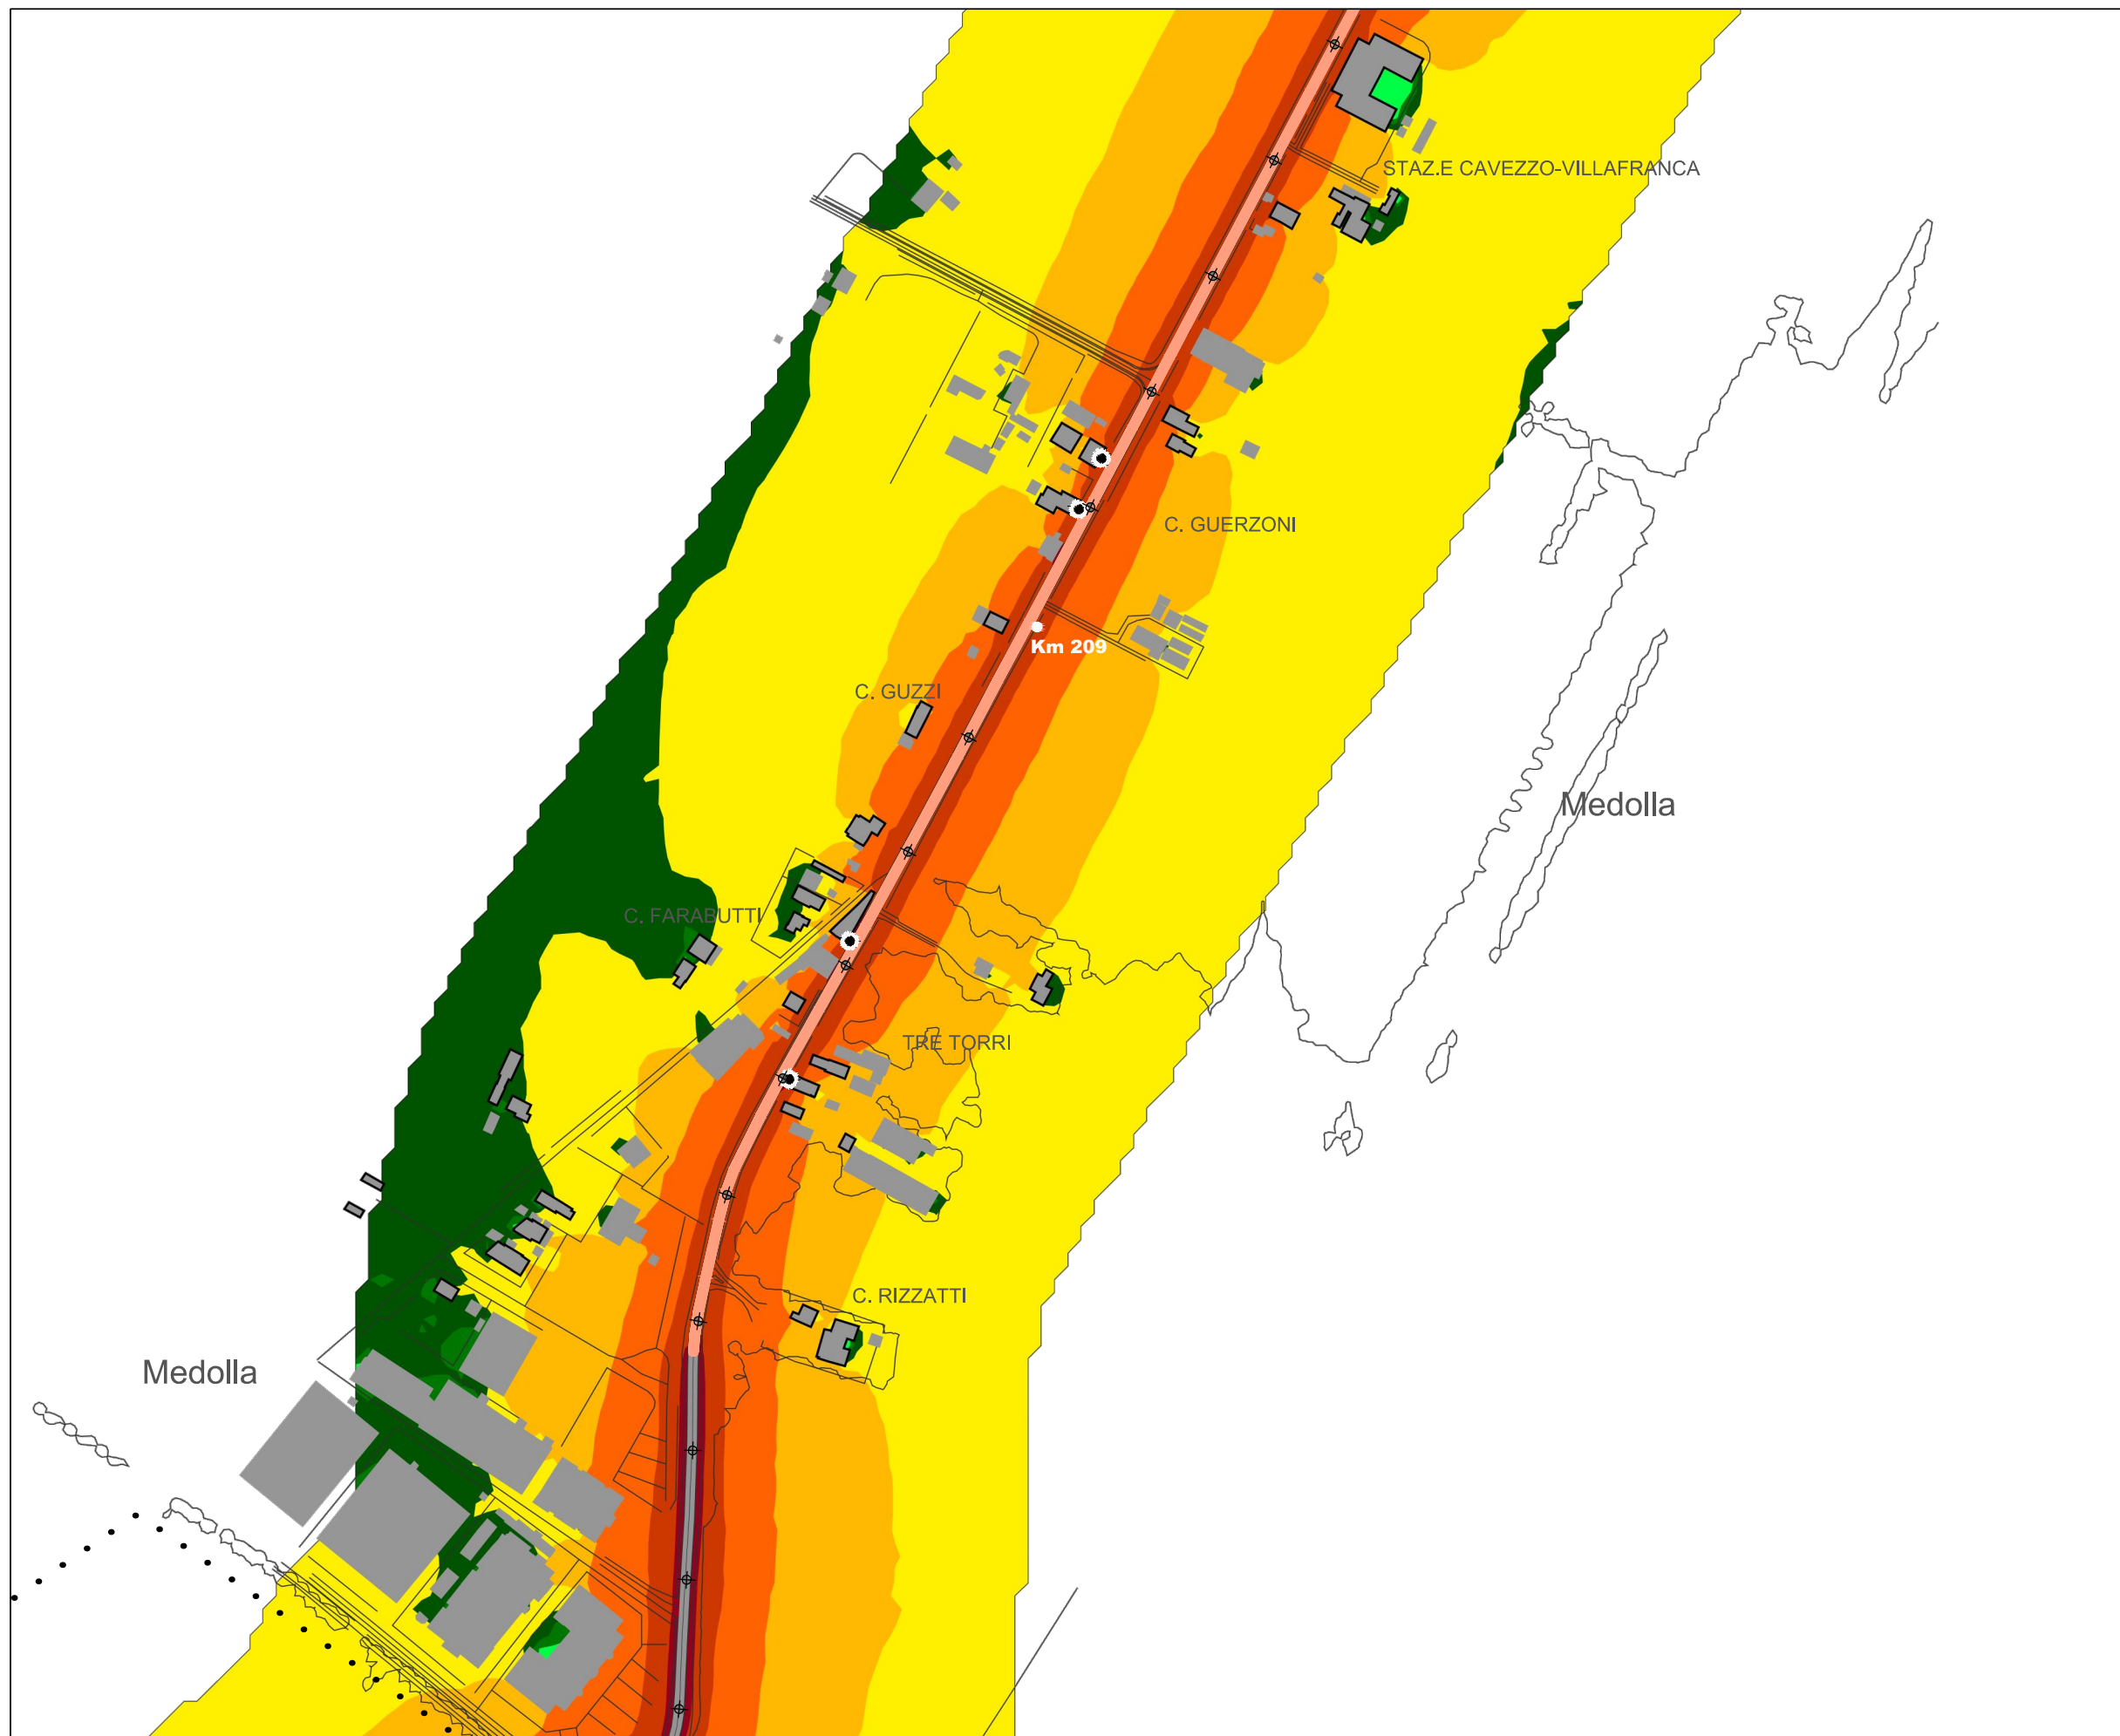 STAZ.E CAVEZZO-VILLAFRANCA
C. GUERZONI
Km 209
C. GUZZI
Medolla
C. FARABUTTI
TRE TORRI
C. RIZZATTI
Medolla